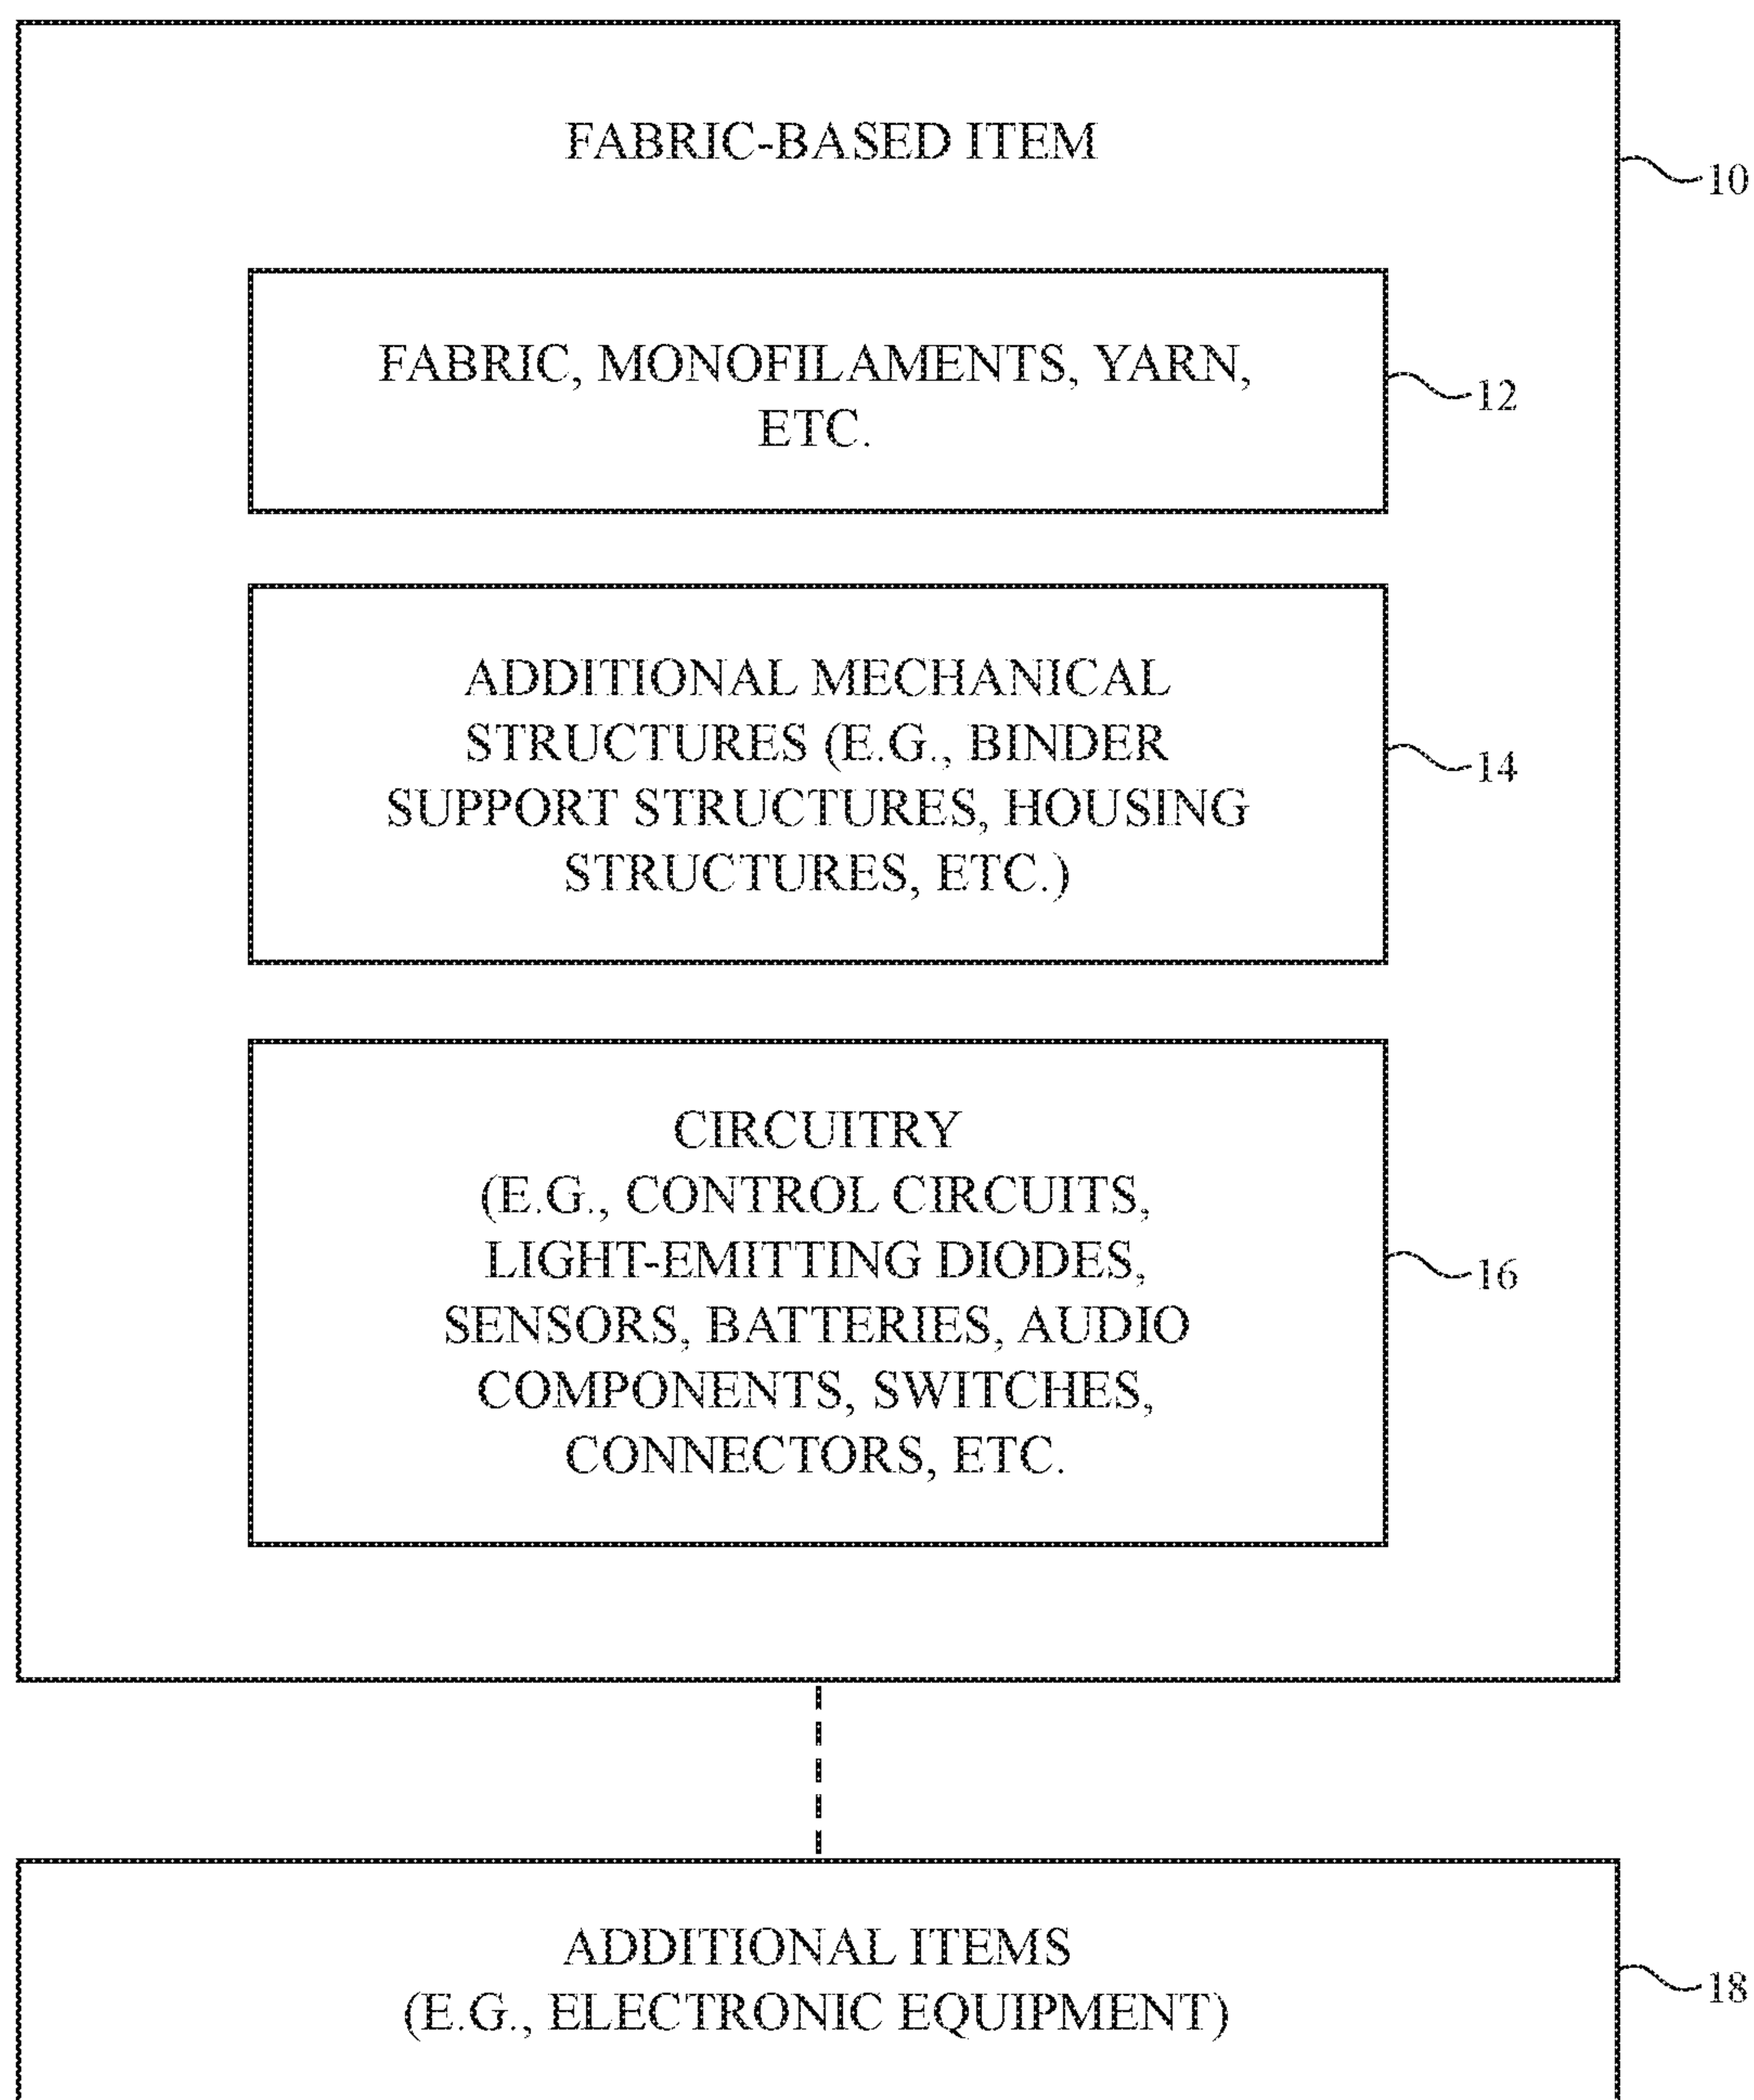 FABRIC-BASED ITEM
10
FABRIC, MONOFILAMENTS, YARN,
ETC.
12
ADDITIONAL MECHANICAL
STRUCTURES (E.G., BINDER
SUPPORT STRUCTURES, HOUSING
STRUCTURES, ETC.)
14
CIRCUITRY
(E.G., CONTROL CIRCUITS,
LIGHT-EMITTING DIODES,
SENSORS, BATTERIES, AUDIO
COMPONENTS, SWITCHES,
CONNECTORS, ETC.
16
ADDITIONAL ITEMS
(E.G., ELECTRONIC EQUIPMENT)
18